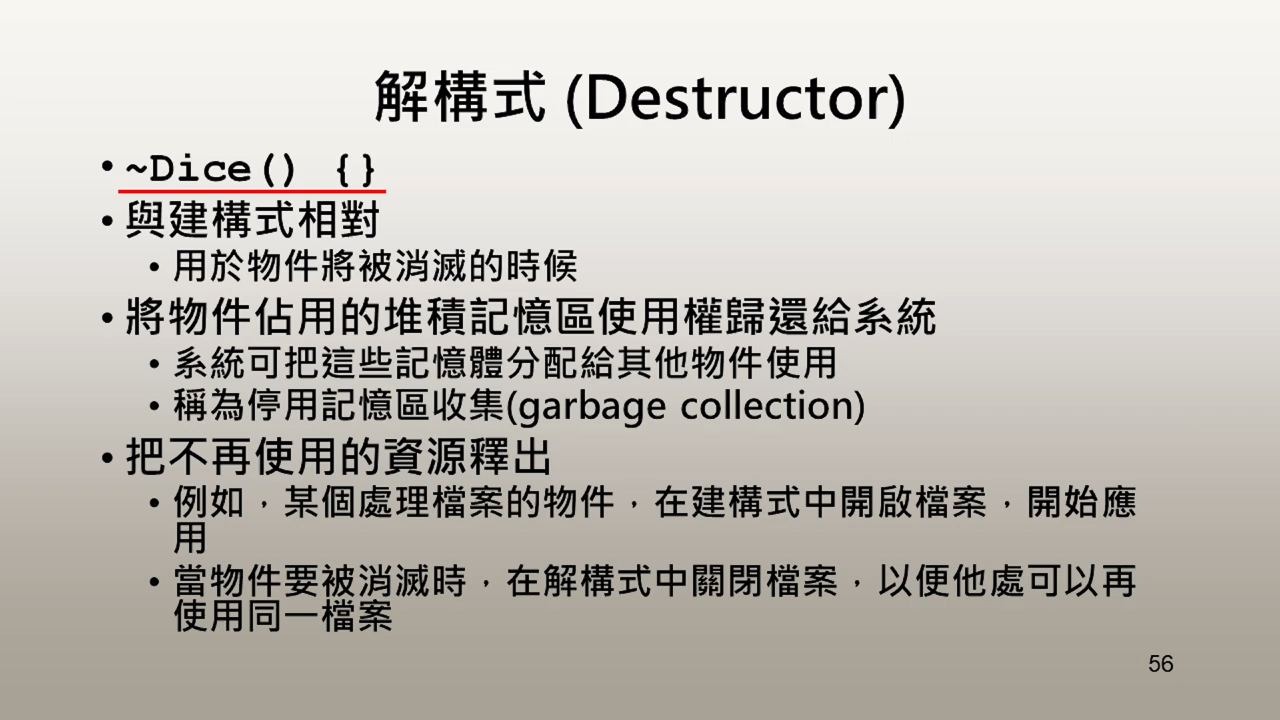 解構式 (Destructor)
• ~Dice() {}
• 與建構式相對
• 用於物件將被消滅的時候
• 將物件佔用的堆積記憶區使用權歸還給系統
• 系統可把這些記憶體分配給其他物件使用
• 稱為停用記憶區收集(garbage collection)
• 把不再使用的資源釋出
• 例如，某個處理檔案的物件，在建構式中開啟檔案，開始應
用
• 當物件要被消滅時，在解構式中關閉檔案，以便他處可以再
使用同一檔案
56